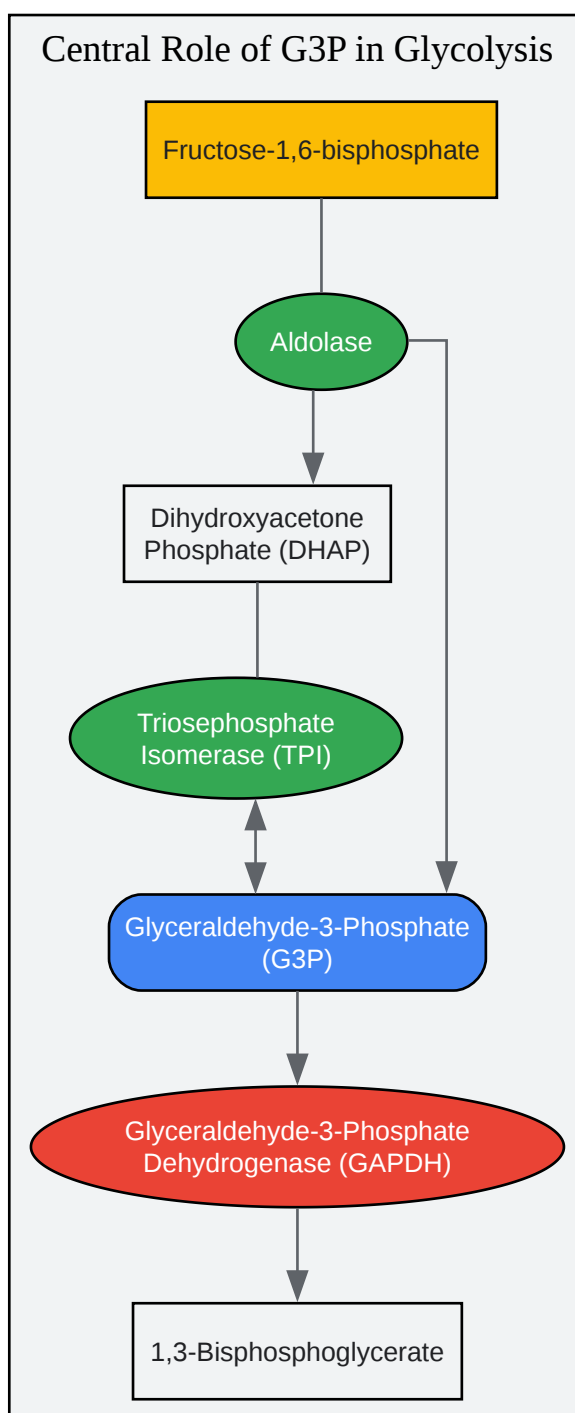 Central Role of G3P in Glycolysis
Fructose-1,6-bisphosphate
Aldolase
Dihydroxyacetone
Phosphate (DHAP)
Triosephosphate
Isomerase (TPI)
Glyceraldehyde-3-Phosphate
(G3P)
Glyceraldehyde-3-Phosphate
Dehydrogenase (GAPDH)
1,3-Bisphosphoglycerate